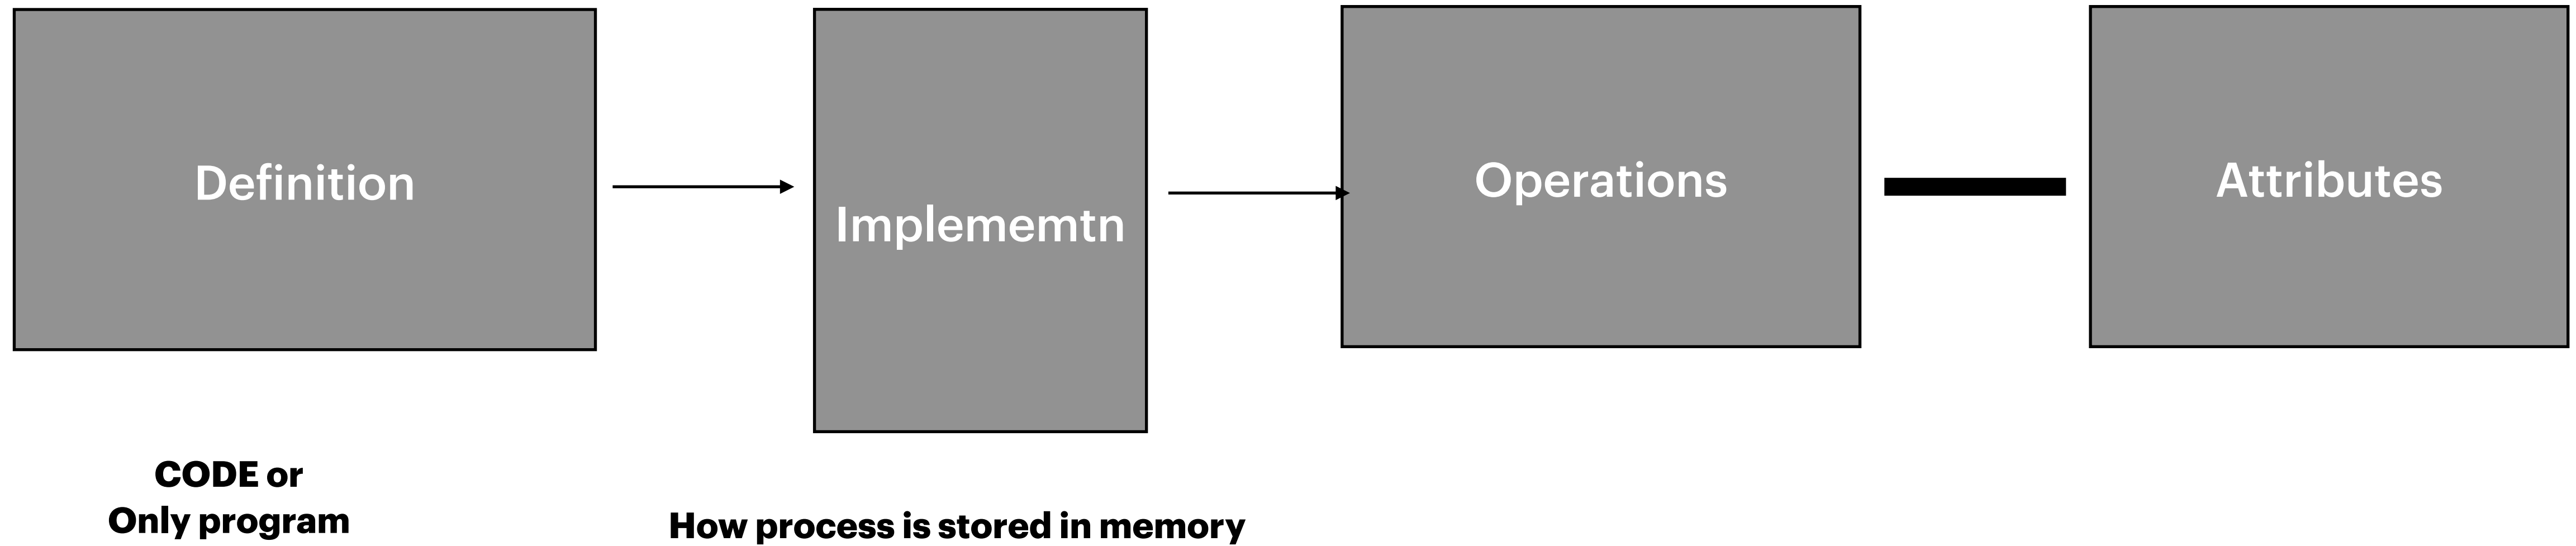 Definition
Implememtn
Operations
Attributes
CODE or
Only program
How process is stored in memory